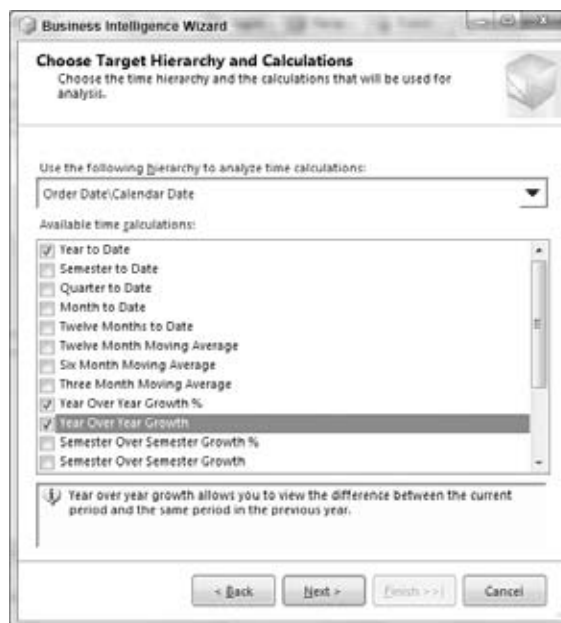 Business Intelligence Wizard
Choose Target Hierarchy and Calculations
Choose the time hierarchy and the calculations that will be used for
analysis.
Use the following hierarchy to analyze time calculations:
Order Date\Calendar Date
Available time calculations:
Year to Date
Semester to Date
Quarter to Date
Month to Date
Twelve Months to Date
Twelve Month Moving Average
Six Month Moving Average
Three Month Moving Average
Year Over Year Growth %
Year Over Year Growth
Semester Over Semester Growth %
Semester Over Semester Growth
Year over year growth allows you to view the difference between the current
period and the same period in the previous year.
< Back Next > Finish >>| Cancel